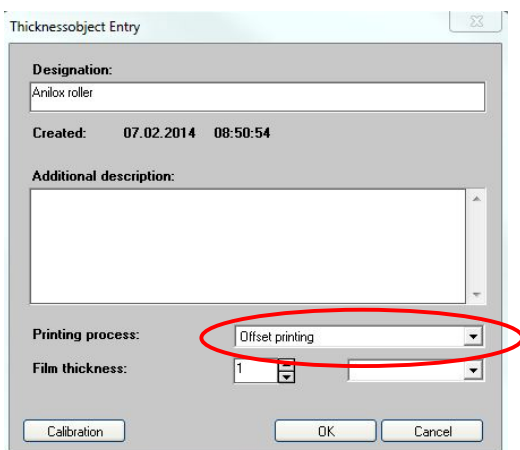 Thicknessobject Entry
Designation:
Anilox roller
Created: 07.02.2014 08:50:54
Additional description:
Printing process: Offset printing
Film thickness: 1
Calibration OK Cancel